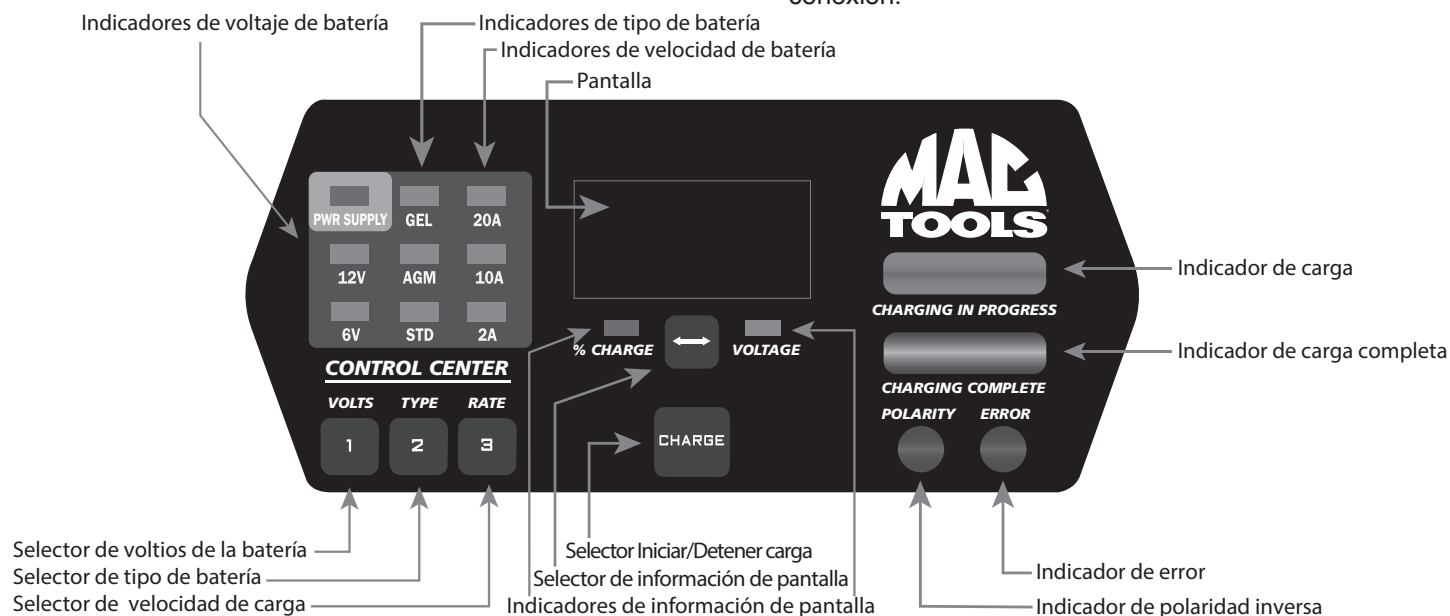 conexión.
Indicadores de voltaje de batería
Indicadores de tipo de batería
Indicadores de velocidad de batería
Pantalla
MAC
TOOLS
PWR SUPPLY GEL 20A
12V AGM 10A
6V STD 2A
CONTROL CENTER
VOLTS TYPE RATE
1 2 3
% CHARGE VOLTAGE
CHARGE
CHARGING IN PROGRESS
CHARGING COMPLETE
POLARITY ERROR
Indicador de carga
Indicador de carga completa
Selector de voltios de la batería
Selector de tipo de batería
Selector de velocidad de carga
Selector Iniciar/Detener carga
Selector de información de pantalla
Indicadores de información de pantalla
Indicador de error
Indicador de polaridad inversa